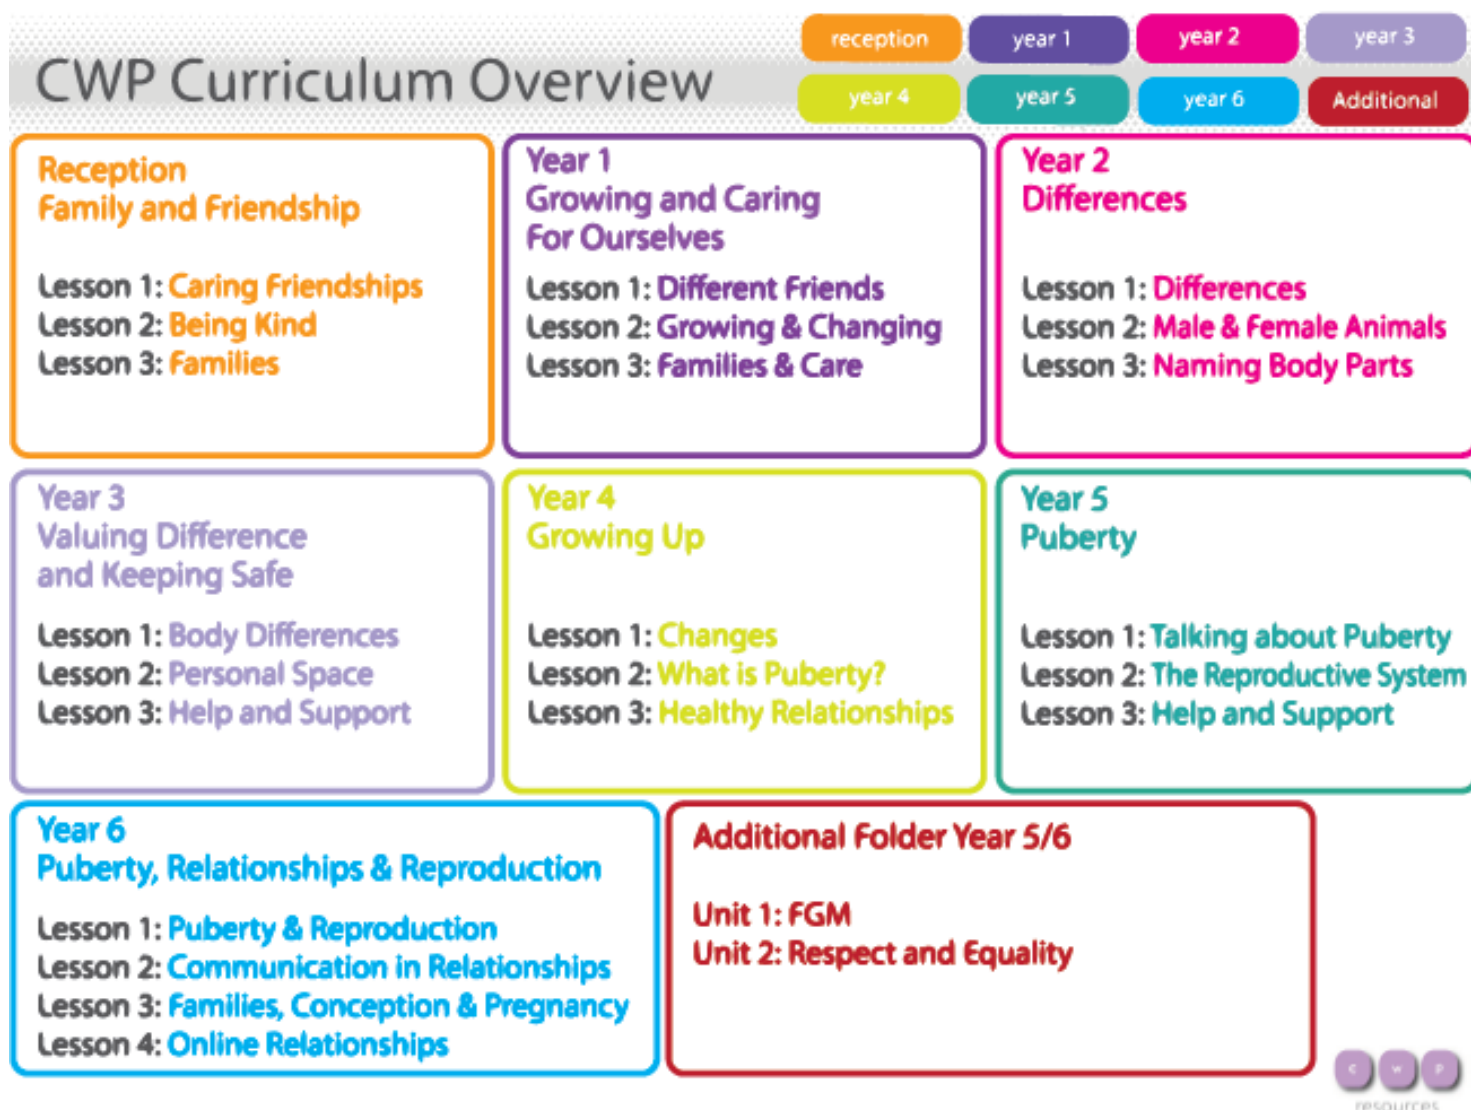 CWP Curriculum Overview
reception
year 1
year 2
year 3
year 4
year 5
year 6
Additional
Reception
Family and Friendship
Lesson 1: Caring Friendships
Lesson 2: Being Kind
Lesson 3: Families
Year 1
Growing and Caring
For Ourselves
Lesson 1: Different Friends
Lesson 2: Growing & Changing
Lesson 3: Families & Care
Year 2
Differences
Lesson 1: Differences
Lesson 2: Male & Female Animals
Lesson 3: Naming Body Parts
Year 3
Valuing Difference
and Keeping Safe
Lesson 1: Body Differences
Lesson 2: Personal Space
Lesson 3: Help and Support
Year 4
Growing Up
Lesson 1: Changes
Lesson 2: What is Puberty?
Lesson 3: Healthy Relationships
Year 5
Puberty
Lesson 1: Talking about Puberty
Lesson 2: The Reproductive System
Lesson 3: Help and Support
Year 6
Puberty, Relationships & Reproduction
Lesson 1: Puberty & Reproduction
Lesson 2: Communication in Relationships
Lesson 3: Families, Conception & Pregnancy
Lesson 4: Online Relationships
Additional Folder Year 5/6
Unit 1: FGM
Unit 2: Respect and Equality
c w p
resources